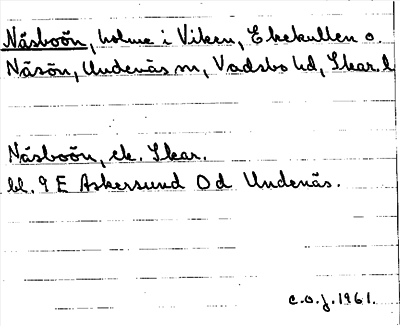 Näsboön, holme i Viken, Ekekullen o.
Näsön, Undenäs sn, Vadsbo hd, Skar. l
Näsboön, ek. Skar.
bl. 9 E Askersund Od Undenäs.
c.o.j. 1961.